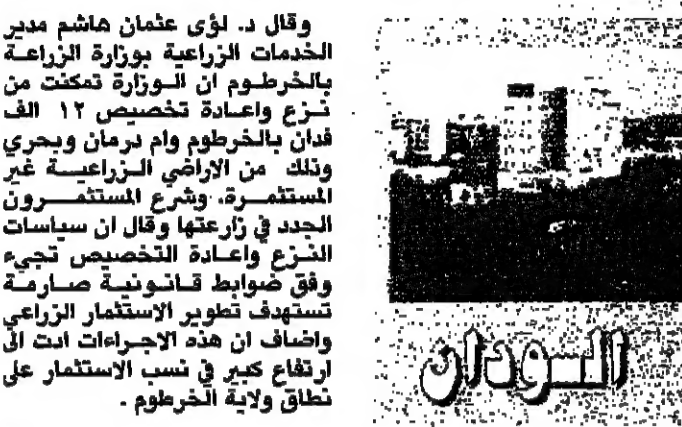 وقال د. لؤى عثمان هاشم مدير
الخدمات الزراعية بوزارة الزراعة
بالخرطوم ان الوزارة تمكنت من
نزع واعادة تخصيص ١٢ الف
فدان بالخرطوم وام درمان وبحري
وذلك من الاراضي الزراعية غير
المستثمرة، وشرع المستثمرون
الجدد في زارعتها وقال ان سياسات
النزع واعادة التخصيص تجيء
وفق ضوابط قانونية صارمة
تستهدف تطوير الاستثمار الزراعي
واضاف ان هذه الاجراءات ادت الى
ارتفاع كبير في نسب الاستثمار على
نطاق ولاية الخرطوم .
السودان